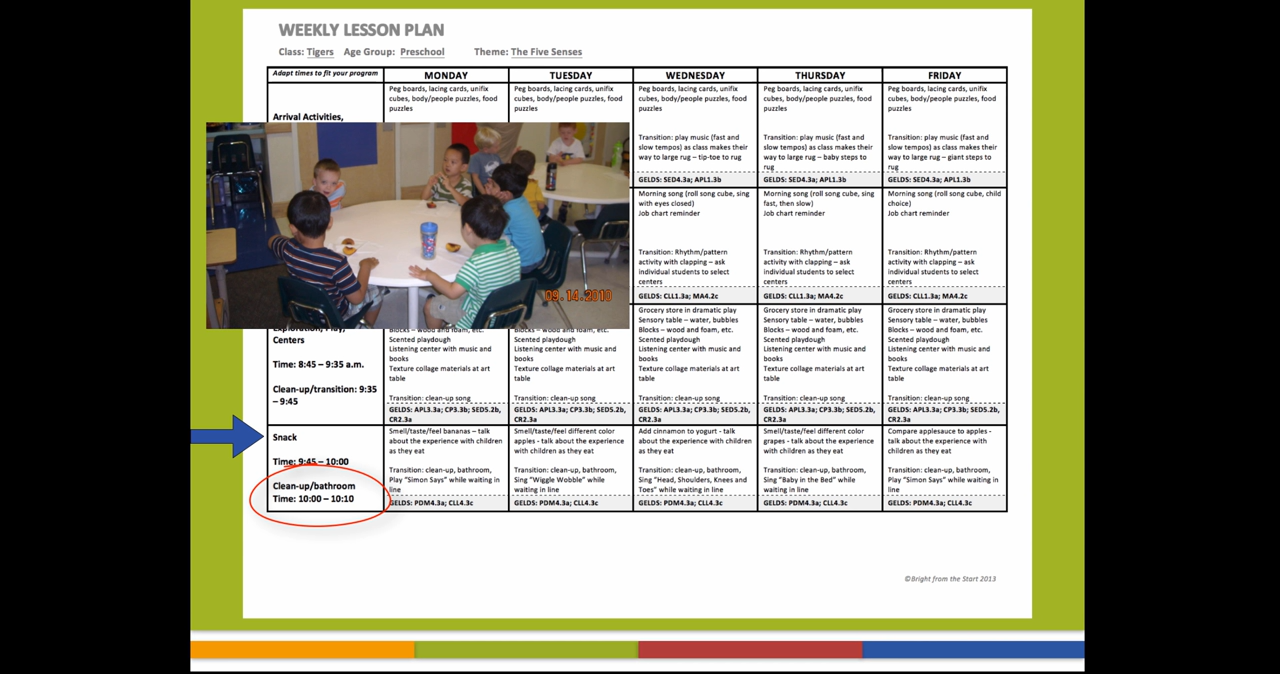 WEEKLY LESSON PLAN
Class: Tigers Age Group: Preschool Theme: The Five Senses
Adapt times to fit your program
MONDAY
TUESDAY
WEDNESDAY
THURSDAY
FRIDAY
Arrival Activities,
Peg boards, lacing cards, unifix
cubes, body/people puzzles, food
puzzles
Peg boards, lacing cards, unifix
cubes, body/people puzzles, food
puzzles
Peg boards, lacing cards, unifix
cubes, body/people puzzles, food
puzzles
Transition: play music (fast and
slow tempos) as class makes their
way to large rug – tip-toe to rug
GELDS: SED4.3a; APL1.3b
Peg boards, lacing cards, unifix
cubes, body/people puzzles, food
puzzles
Transition: play music (fast and
slow tempos) as class makes their
way to large rug – baby steps to
rug
GELDS: SED4.3a; APL1.3b
Peg boards, lacing cards, unifix
cubes, body/people puzzles, food
puzzles
Transition: play music (fast and
slow tempos) as class makes their
way to large rug – giant steps to
rug
GELDS: SED4.3a; APL1.3b
09.14.2010
Morning song (roll song cube, sing
with eyes closed)
Job chart reminder
Transition: Rhythm/pattern
activity with clapping – ask
individual students to select
centers
GELDS: CLL1.3a; MA4.2c
Morning song (roll song cube, sing
fast, then slow)
Job chart reminder
Transition: Rhythm/pattern
activity with clapping – ask
individual students to select
centers
GELDS: CLL1.3a; MA4.2c
Morning song (roll song cube, child
choice)
Job chart reminder
Transition: Rhythm/pattern
activity with clapping – ask
individual students to select
centers
GELDS: CLL1.3a; MA4.2c
Exploration, Play,
Centers
Time: 8:45 – 9:35 a.m.
Clean-up/transition: 9:35
– 9:45
Blocks – wood and foam, etc.
Scented playdough
Listening center with music and
books
Texture collage materials at art
table
Transition: clean-up song
GELDS: APL3.3a; CP3.3b; SED5.2b,
CR2.3a
Blocks – wood and foam, etc.
Scented playdough
Listening center with music and
books
Texture collage materials at art
table
Transition: clean-up song
GELDS: APL3.3a; CP3.3b; SED5.2b,
CR2.3a
Grocery store in dramatic play
Sensory table – water, bubbles
Blocks – wood and foam, etc.
Scented playdough
Listening center with music and
books
Texture collage materials at art
table
Transition: clean-up song
GELDS: APL3.3a; CP3.3b; SED5.2b,
CR2.3a
Grocery store in dramatic play
Sensory table – water, bubbles
Blocks – wood and foam, etc.
Scented playdough
Listening center with music and
books
Texture collage materials at art
table
Transition: clean-up song
GELDS: APL3.3a; CP3.3b; SED5.2b,
CR2.3a
Grocery store in dramatic play
Sensory table – water, bubbles
Blocks – wood and foam, etc.
Scented playdough
Listening center with music and
books
Texture collage materials at art
table
Transition: clean-up song
GELDS: APL3.3a; CP3.3b; SED5.2b,
CR2.3a
Snack
Time: 9:45 – 10:00
Clean-up/bathroom
Time: 10:00 – 10:10
Smell/taste/feel bananas – talk
about the experience with children
as they eat
Transition: clean-up, bathroom,
Play "Simon Says" while waiting in
line
GELDS: PDM4.3a; CLL4.3c
Smell/taste/feel different color
apples - talk about the experience
with children as they eat
Transition: clean-up, bathroom,
Sing "Wiggle Wobble" while
waiting in line
GELDS: PDM4.3a; CLL4.3c
Add cinnamon to yogurt - talk
about the experience with children
as they eat
Transition: clean-up, bathroom,
Sing "Head, Shoulders, Knees and
Toes" while waiting in line
GELDS: PDM4.3a; CLL4.3c
Smell/taste/feel different color
grapes - talk about the experience
with children as they eat
Transition: clean-up, bathroom,
Sing "Baby in the Bed" while
waiting in line
GELDS: PDM4.3a; CLL4.3c
Compare applesauce to apples -
talk about the experience with
children as they eat
Transition: clean-up, bathroom,
Play "Simon Says" while waiting in
line
GELDS: PDM4.3a; CLL4.3c
©Bright from the Start 2013